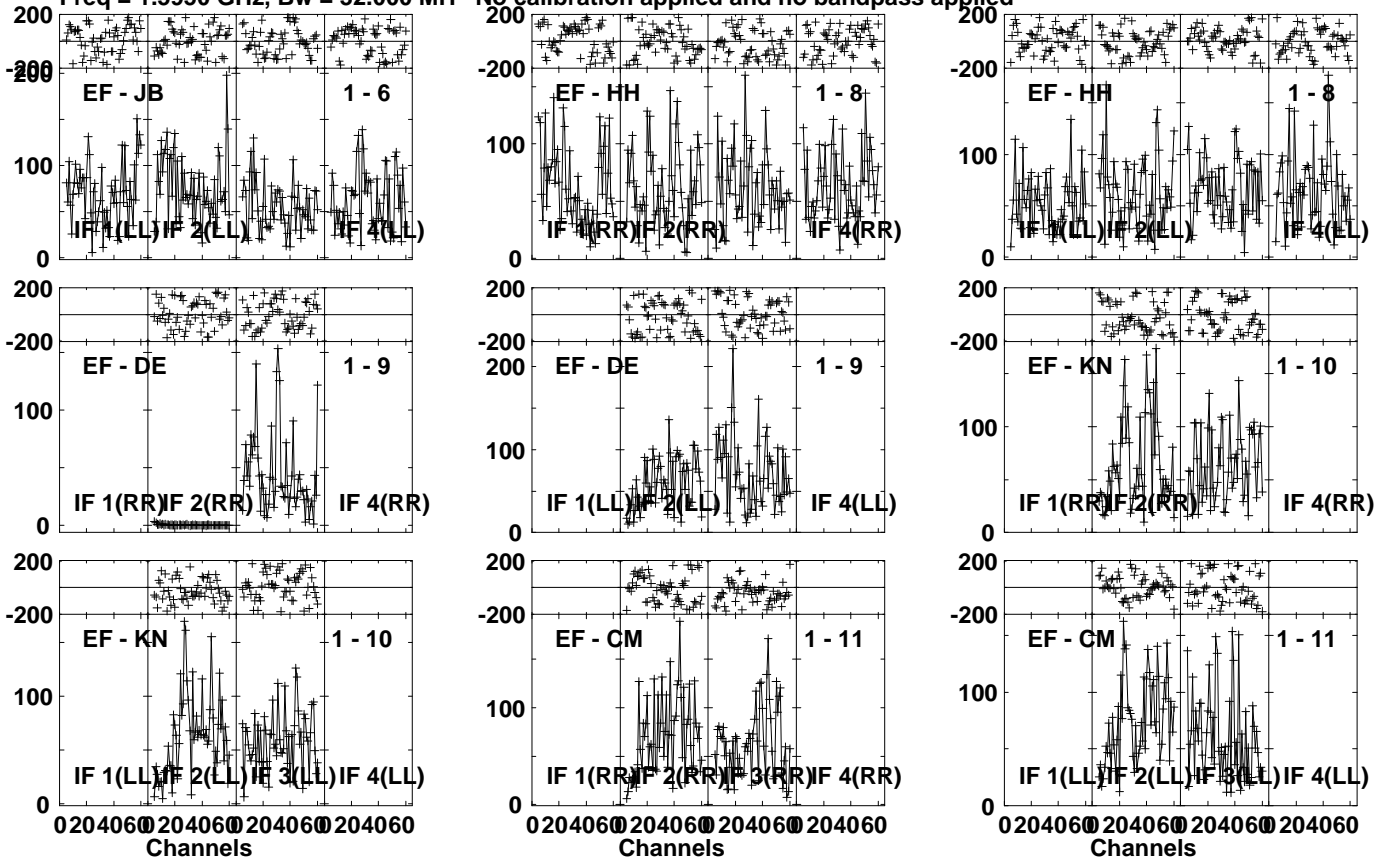 Freq = 1.5950 GHz, Bw = 32.000 MH No calibration applied and no bandpass applied
200
-200
200
100
0
EF - JB
1 - 6
IF 1(LL)
IF 2(LL)
IF 4(LL)
200
-200
100
0
EF - HH
1 - 8
IF 1(RR)
IF 2(RR)
IF 4(RR)
200
-200
100
0
EF - HH
1 - 8
IF 1(LL)
IF 2(LL)
IF 4(LL)
200
-200
100
0
EF - DE
1 - 9
IF 1(RR)
IF 2(RR)
IF 4(RR)
200
-200
200
100
0
EF - DE
1 - 9
IF 1(LL)
IF 2(LL)
IF 4(LL)
200
-200
100
0
EF - KN
1 - 10
IF 1(RR)
IF 2(RR)
IF 4(RR)
200
-200
100
0
EF - KN
1 - 10
IF 1(LL)
IF 2(LL)
IF 3(LL)
IF 4(LL)
0 20 40 60 0 20 40 60 0 20 40 60 0 20 40 60
Channels
200
-200
100
0
EF - CM
1 - 11
IF 1(RR)
IF 2(RR)
IF 3(RR)
IF 4(RR)
0 20 40 60 0 20 40 60 0 20 40 60 0 20 40 60
Channels
200
-200
100
0
EF - CM
1 - 11
IF 1(LL)
IF 2(LL)
IF 3(LL)
IF 4(LL)
0 20 40 60 0 20 40 60 0 20 40 60 0 20 40 60
Channels